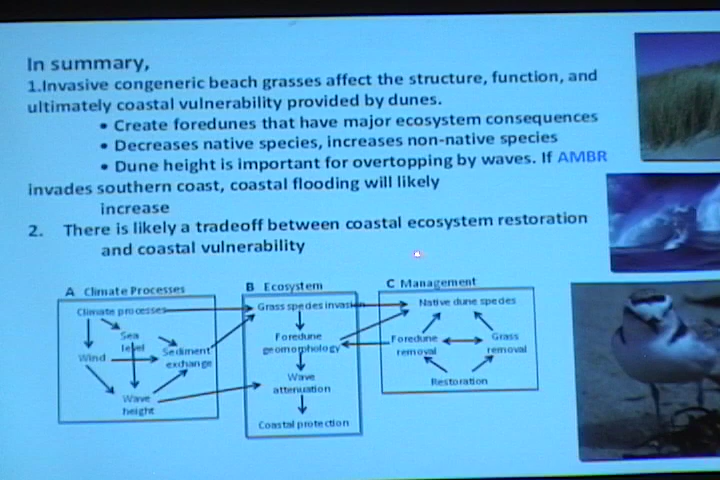 In summary,
1.Invasive congeneric beach grasses affect the structure, function, and
ultimately coastal vulnerability provided by dunes.
• Create foredunes that have major ecosystem consequences
• Decreases native species, increases non-native species
• Dune height is important for overtopping by waves. If AMBR
invades southern coast, coastal flooding will likely
increase
2. There is likely a tradeoff between coastal ecosystem restoration
and coastal vulnerability
A Climate Processes
Climate processes
Sea
level
Wind
Sediment
exchange
Wave
height
B Ecosystem
Grass species invasion
Foredune
geomorphology
Wave
attenuation
Coastal protection
C Management
Native dune species
Foredune
removal
Grass
removal
Restoration